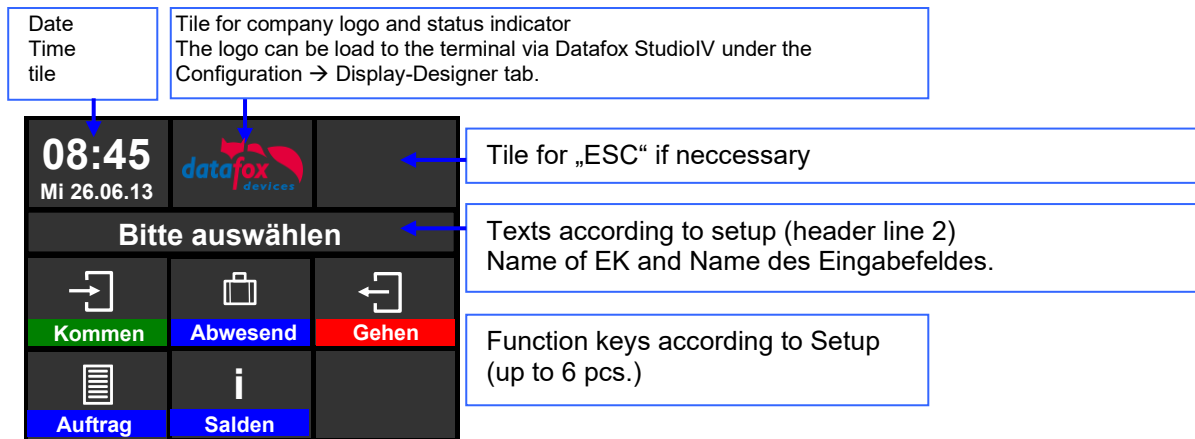 Date
Time
tile
Tile for company logo and status indicator
The logo can be load to the terminal via Datafox StudioIV under the
Configuration → Display-Designer tab.
08:45
Mi 26.06.13
datafox
devices
Tile for „ESC“ if neccessary
Bitte auswählen
Texts according to setup (header line 2)
Name of EK and Name des Eingabefeldes.
Kommen
Abwesend
Gehen
Function keys according to Setup
(up to 6 pcs.)
i
Auftrag
Salden